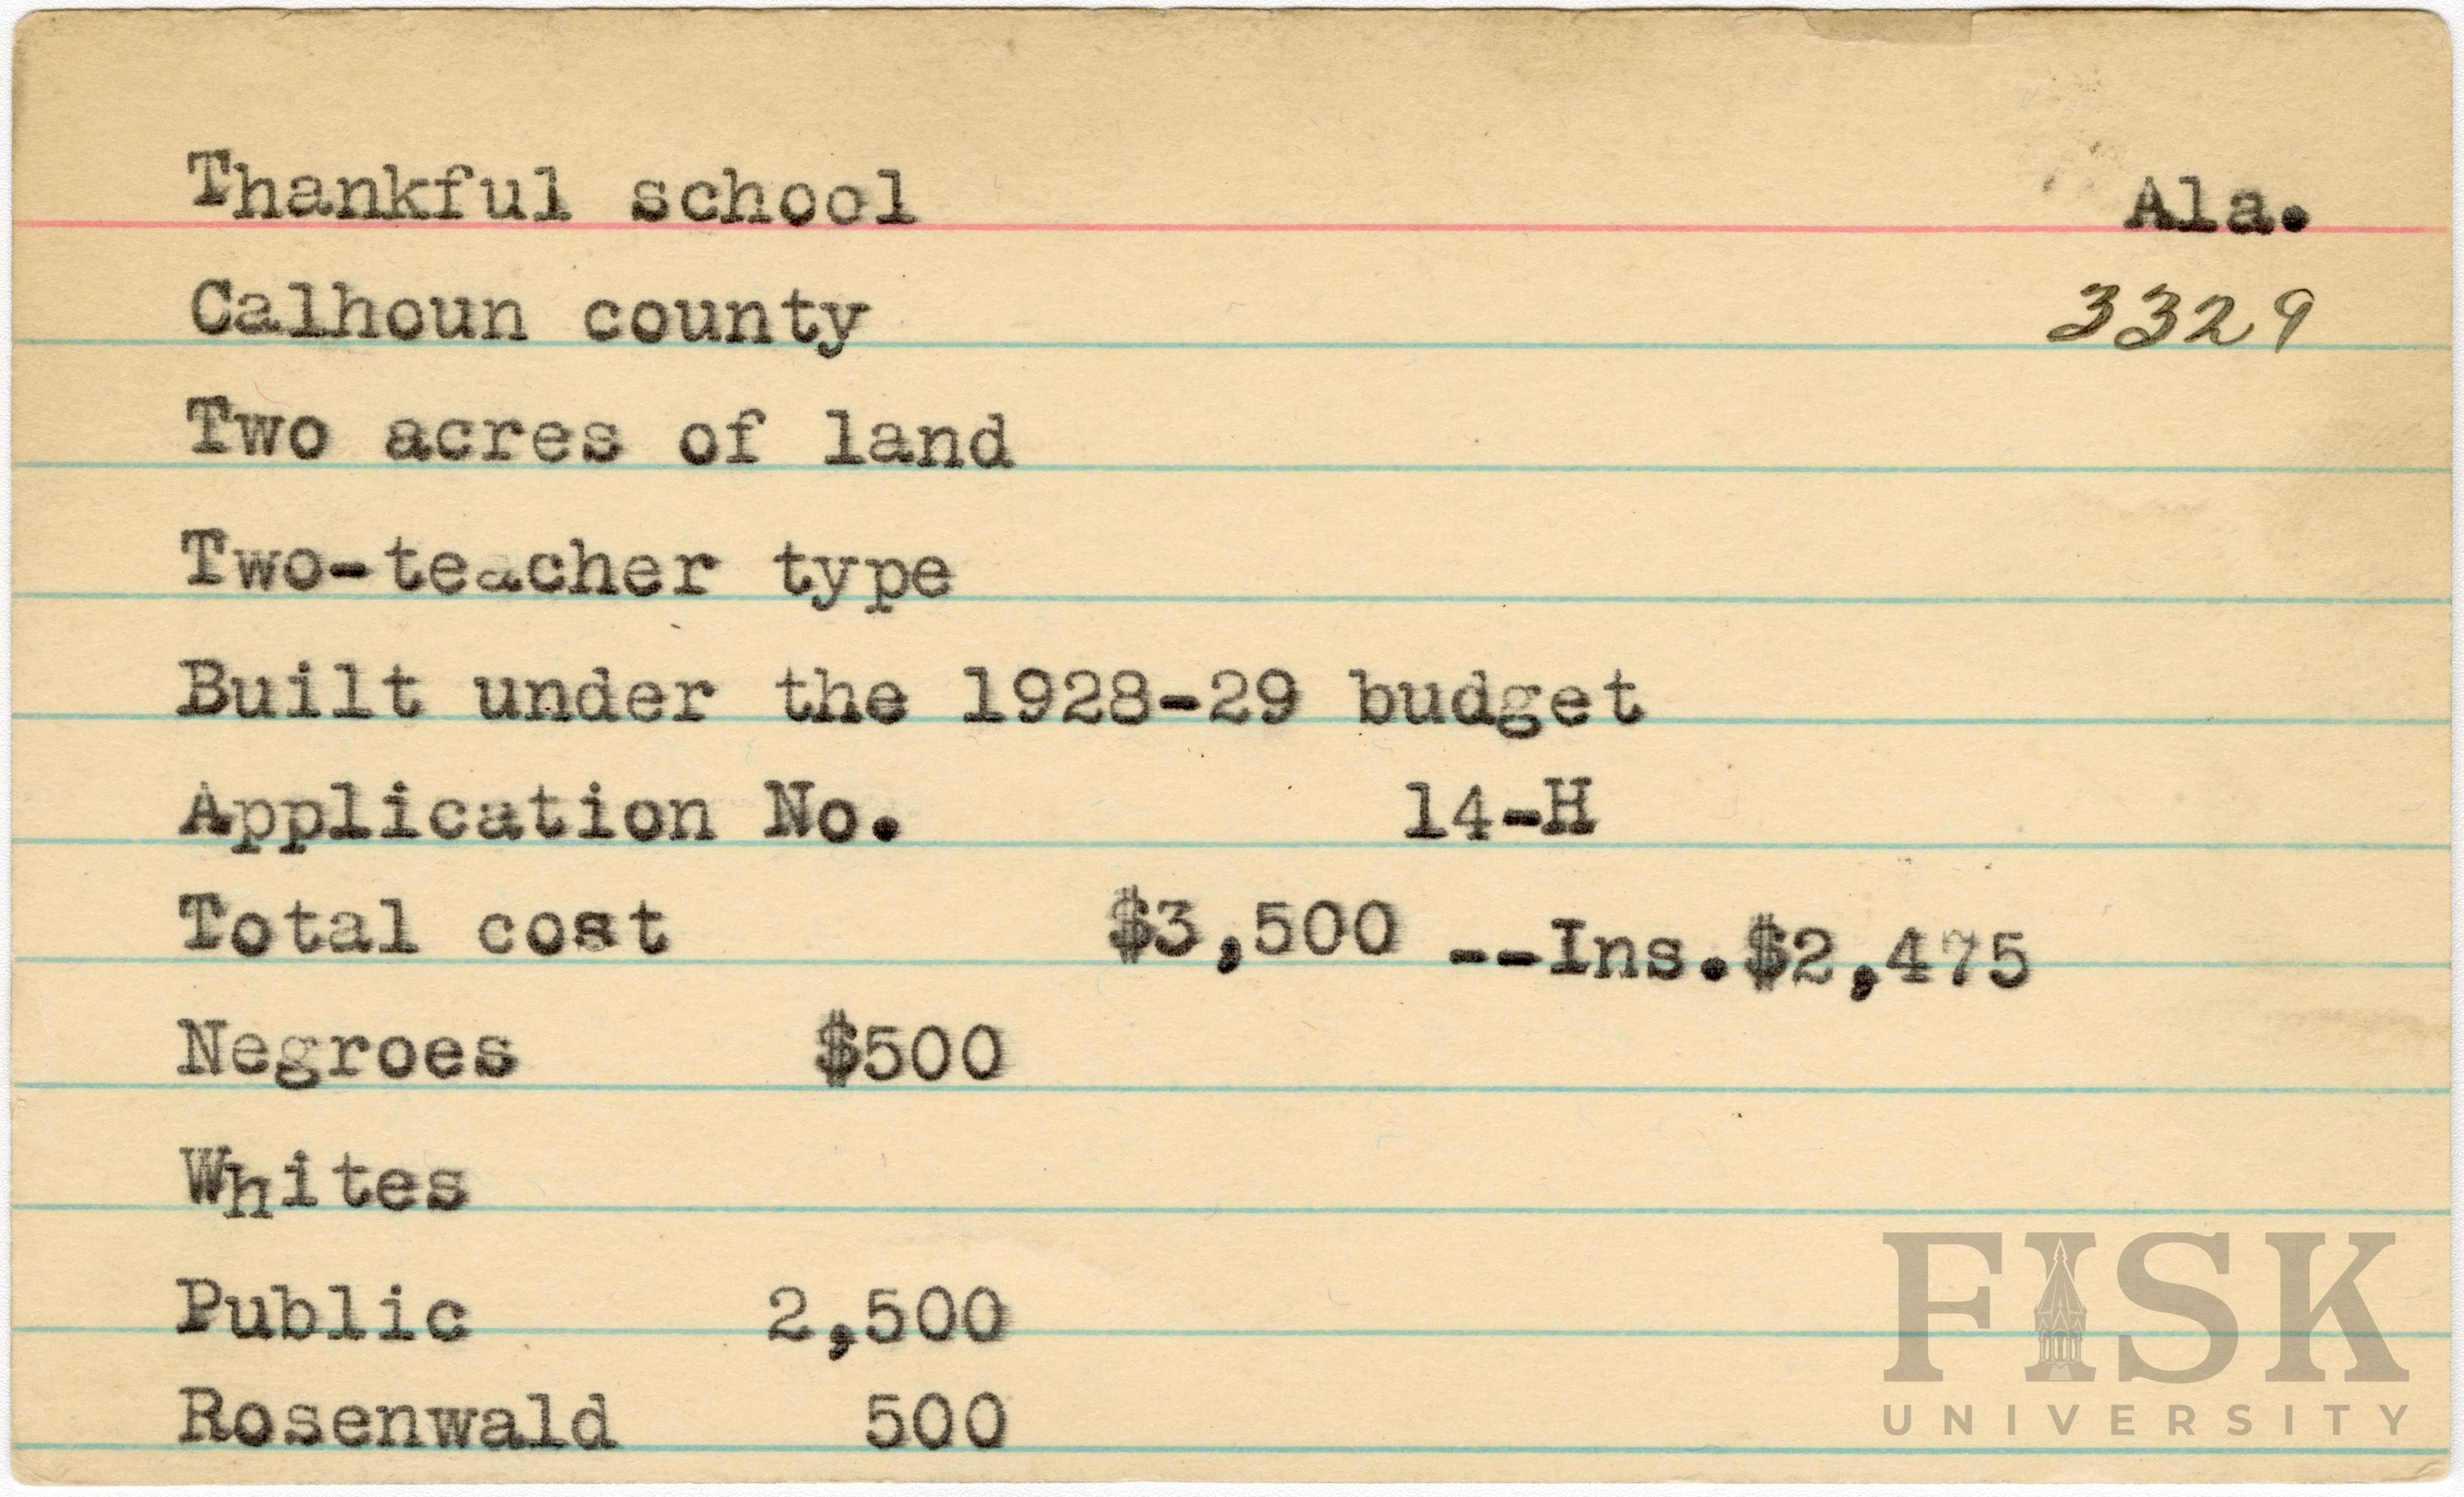 Thankful school Ala.
Calhoun county 3329
Two acres of land
Two-teacher type
Built under the 1928-29 budget
Application No. 14-H
Total cost $3,500 --Ins.$2,475
Negroes $500
Whites
Public 2,500
Rosenwald 500
FISK
UNIVERSITY